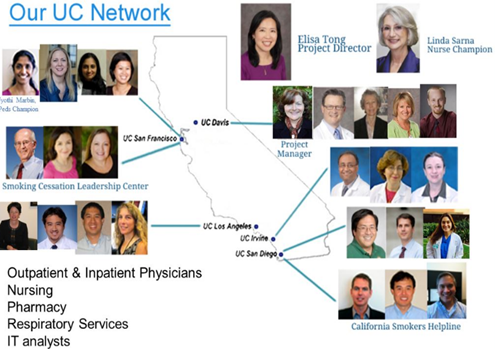 Our UC Network
Elisa Tong
Project Director
Linda Sarna
Nurse Champion
Jyothi Marbin,
Peds Champion
UC Davis
UC San Francisco
Project
Manager
Smoking Cessation Leadership Center
UC Los Angeles
UC Irvine
UC San Diego
Outpatient & Inpatient Physicians
Nursing
Pharmacy
Respiratory Services
IT analysts
California Smokers Helpline